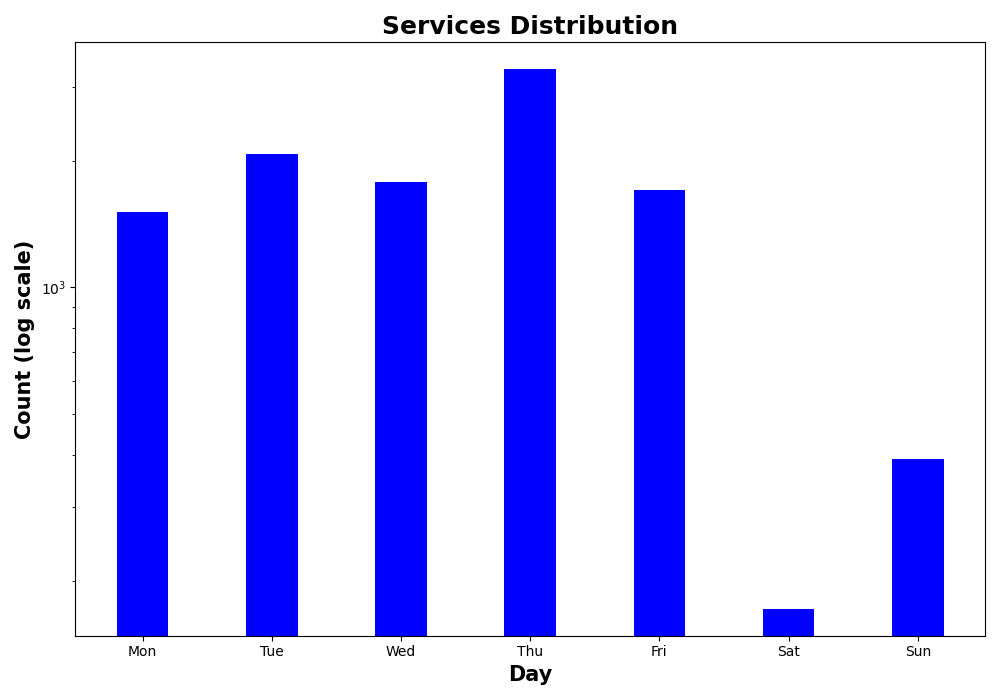 Services Distribution
Count (log scale)
10³
Mon Tue Wed Thu Fri Sat Sun
Day